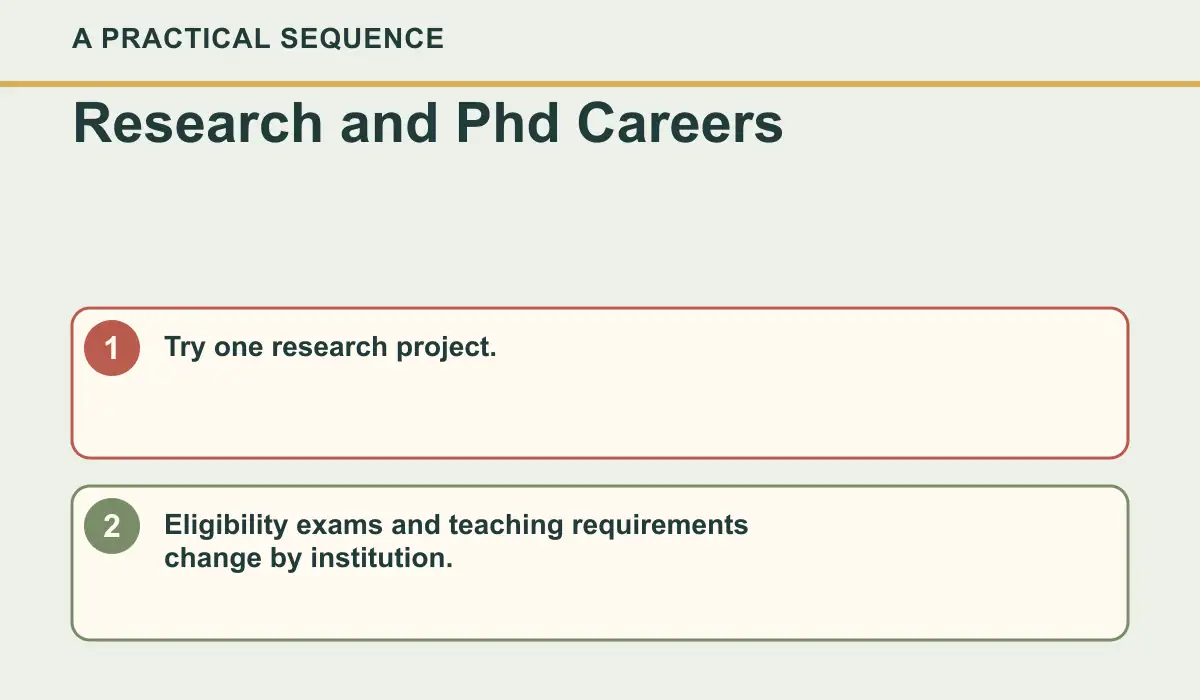 A PRACTICAL SEQUENCE
Research and Phd Careers
1
Try one research project.
2
Eligibility exams and teaching requirements
change by institution.